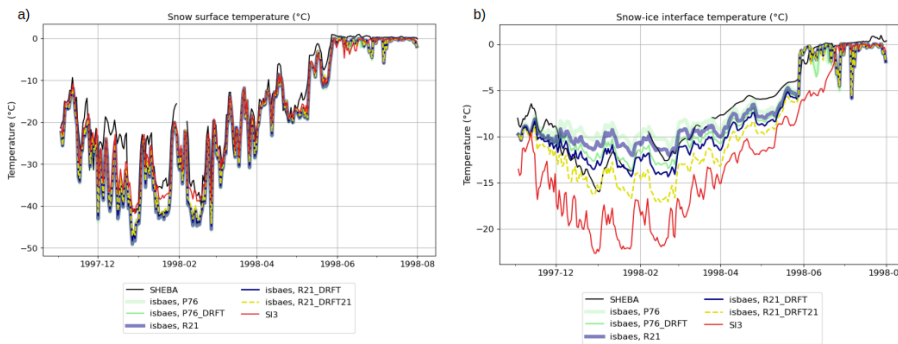 a)
Snow surface temperature (°C)
0
−10
−20
−30
−40
−50
Temperature (°C)
1997-12
1998-02
1998-04
1998-06
1998-08
SHEBA
isbaes, P76
isbaes, P76_DRFT
isbaes, R21
isbaes, R21_DRFT
isbaes, R21_DRFT21
SI3
b)
Snow-ice interface temperature (°C)
0
−5
−10
−15
−20
Temperature (°C)
1997-12
1998-02
1998-04
1998-06
1998-0
SHEBA
isbaes, P76
isbaes, P76_DRFT
isbaes, R21
isbaes, R21_DRFT
isbaes, R21_DRFT21
SI3